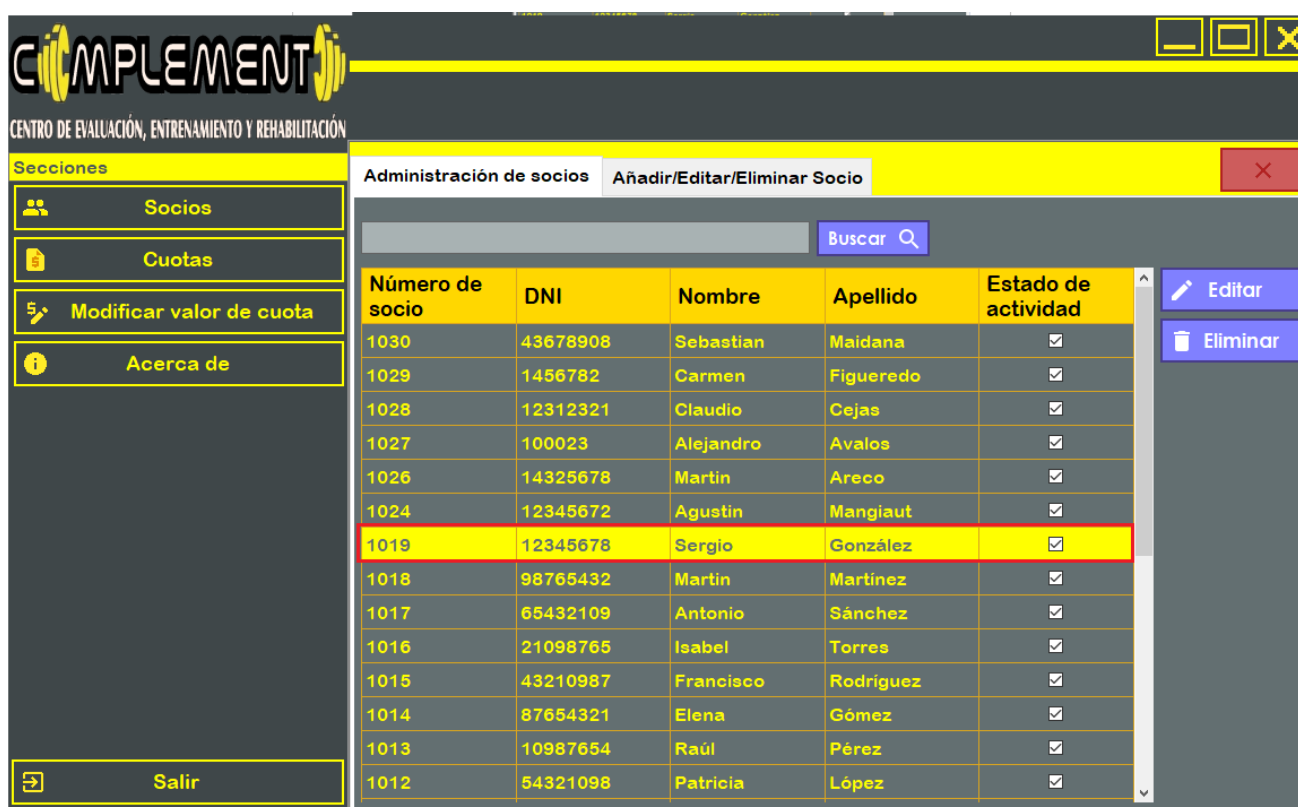 COMPLEMENTO
CENTRO DE EVALUACIÓN, ENTRENAMIENTO Y REHABILITACIÓN
Secciones
Socios
Cuotas
Modificar valor de cuota
Acerca de
Salir
Administración de socios Añadir/Editar/Eliminar Socio
Buscar
Número de socio DNI Nombre Apellido Estado de actividad
1030 43678908 Sebastian Maidana
1029 1456782 Carmen Figueredo
1028 12312321 Claudio Cejas
1027 100023 Alejandro Avalos
1026 14325678 Martin Areco
1024 12345672 Agustin Mangiaut
1019 12345678 Sergio González
1018 98765432 Martin Martínez
1017 65432109 Antonio Sánchez
1016 21098765 Isabel Torres
1015 43210987 Francisco Rodríguez
1014 87654321 Elena Gómez
1013 10987654 Raúl Pérez
1012 54321098 Patricia López
Editar
Eliminar